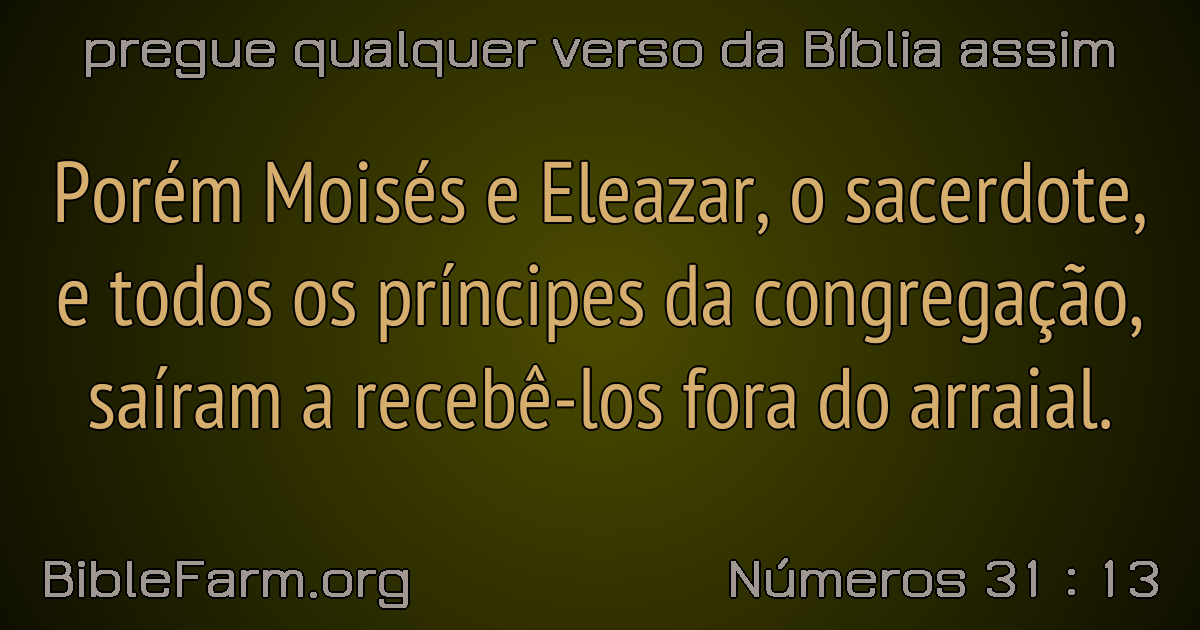 pregue qualquer verso da Bíblia assim
Porém Moisés e Eleazar, o sacerdote,
e todos os príncipes da congregação,
saíram a recebê-los fora do arraial.
BibleFarm.org
Números 31 : 13